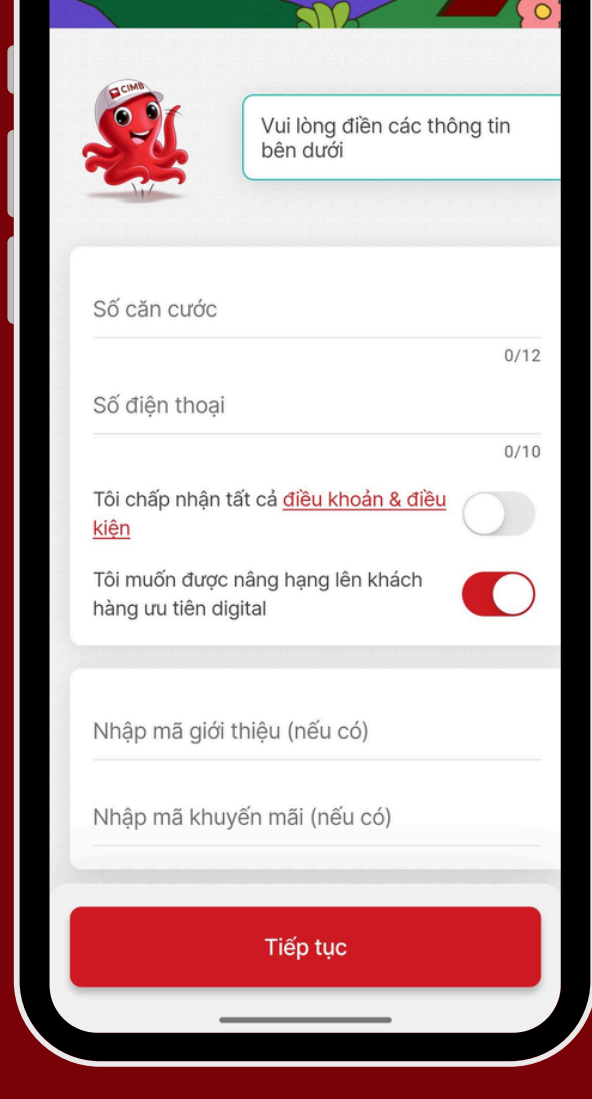 CIMB
Vui lòng điền các thông tin
bên dưới
Số căn cước
0/12
Số điện thoại
0/10
Tôi chấp nhận tất cả điều khoản & điều
kiện
Tôi muốn được nâng hạng lên khách
hàng ưu tiên digital
Nhập mã giới thiệu (nếu có)
Nhập mã khuyến mãi (nếu có)
Tiếp tục